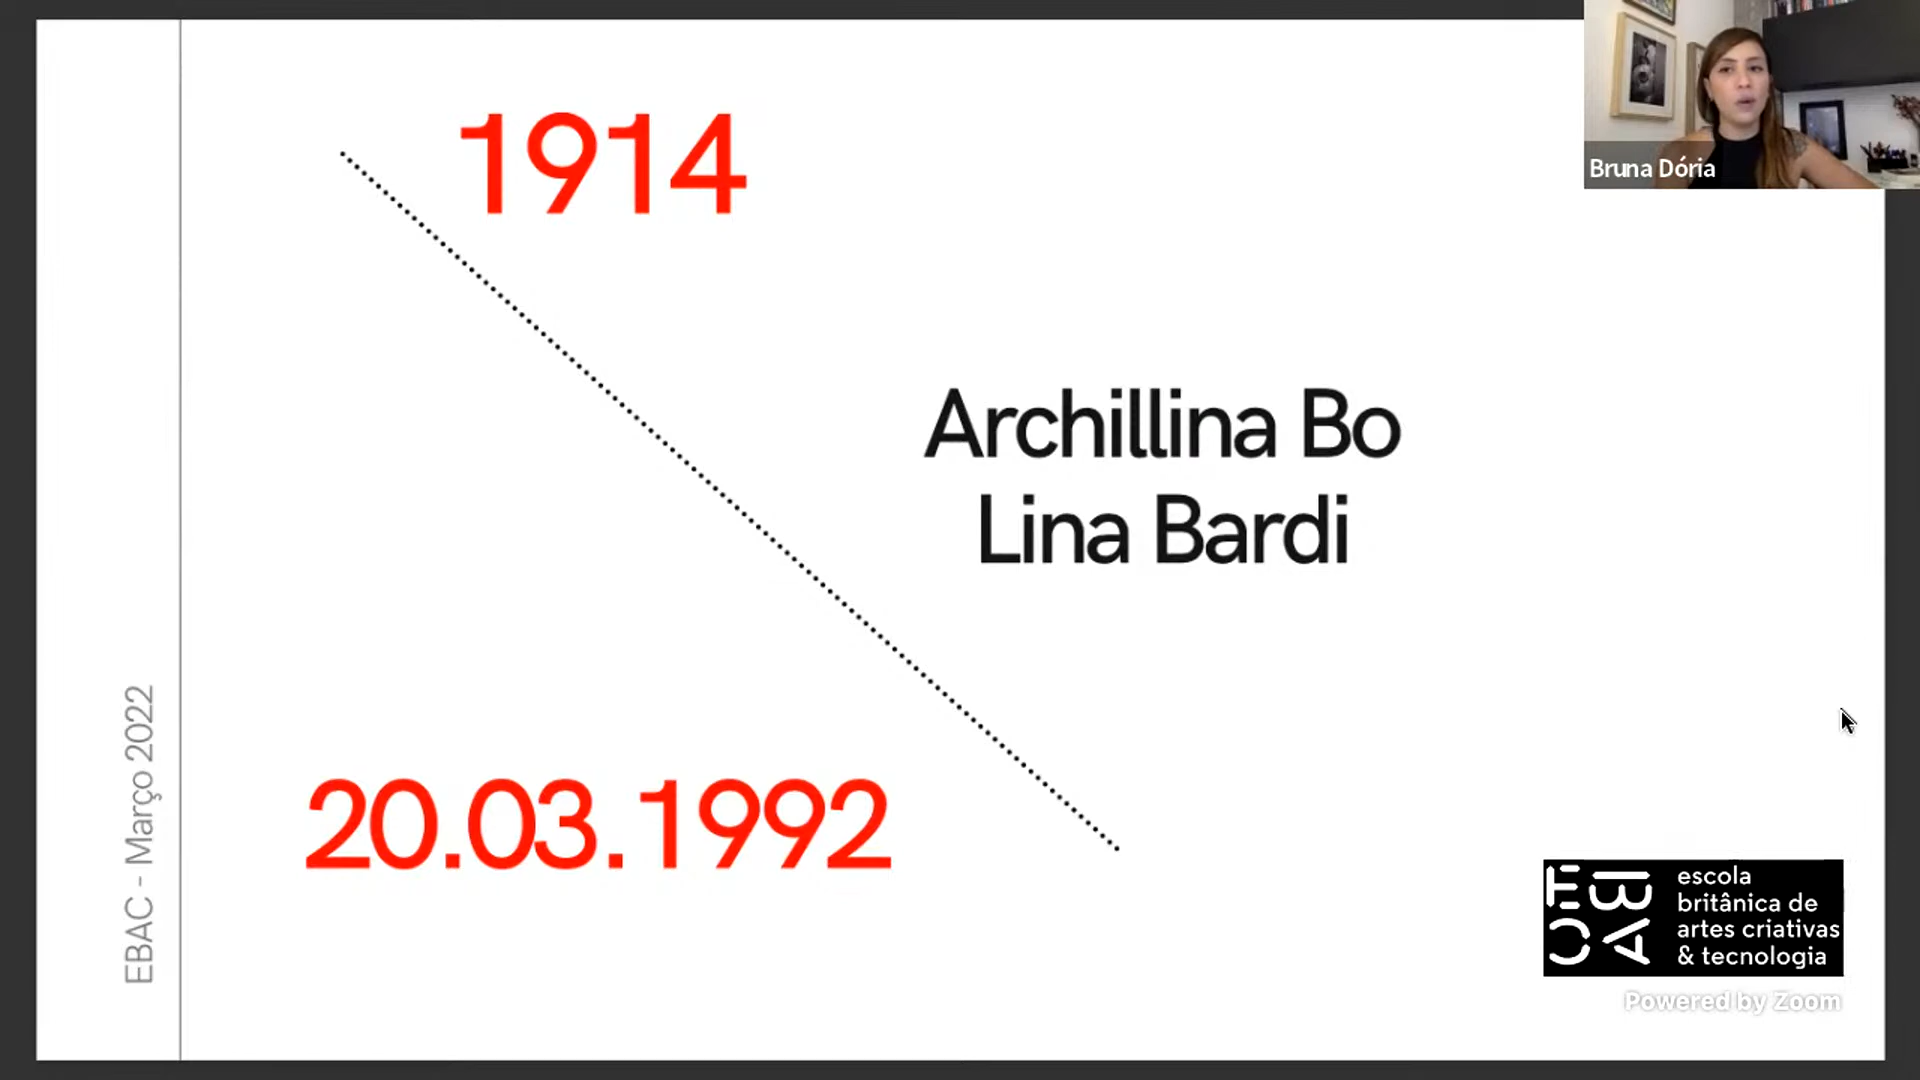 1914
Bruna Dória
Archillina Bo
Lina Bardi
20.03.1992
EBAC - Março 2022
EBAC
escola
britânica de
artes criativas
& tecnologia
Powered by Zoom